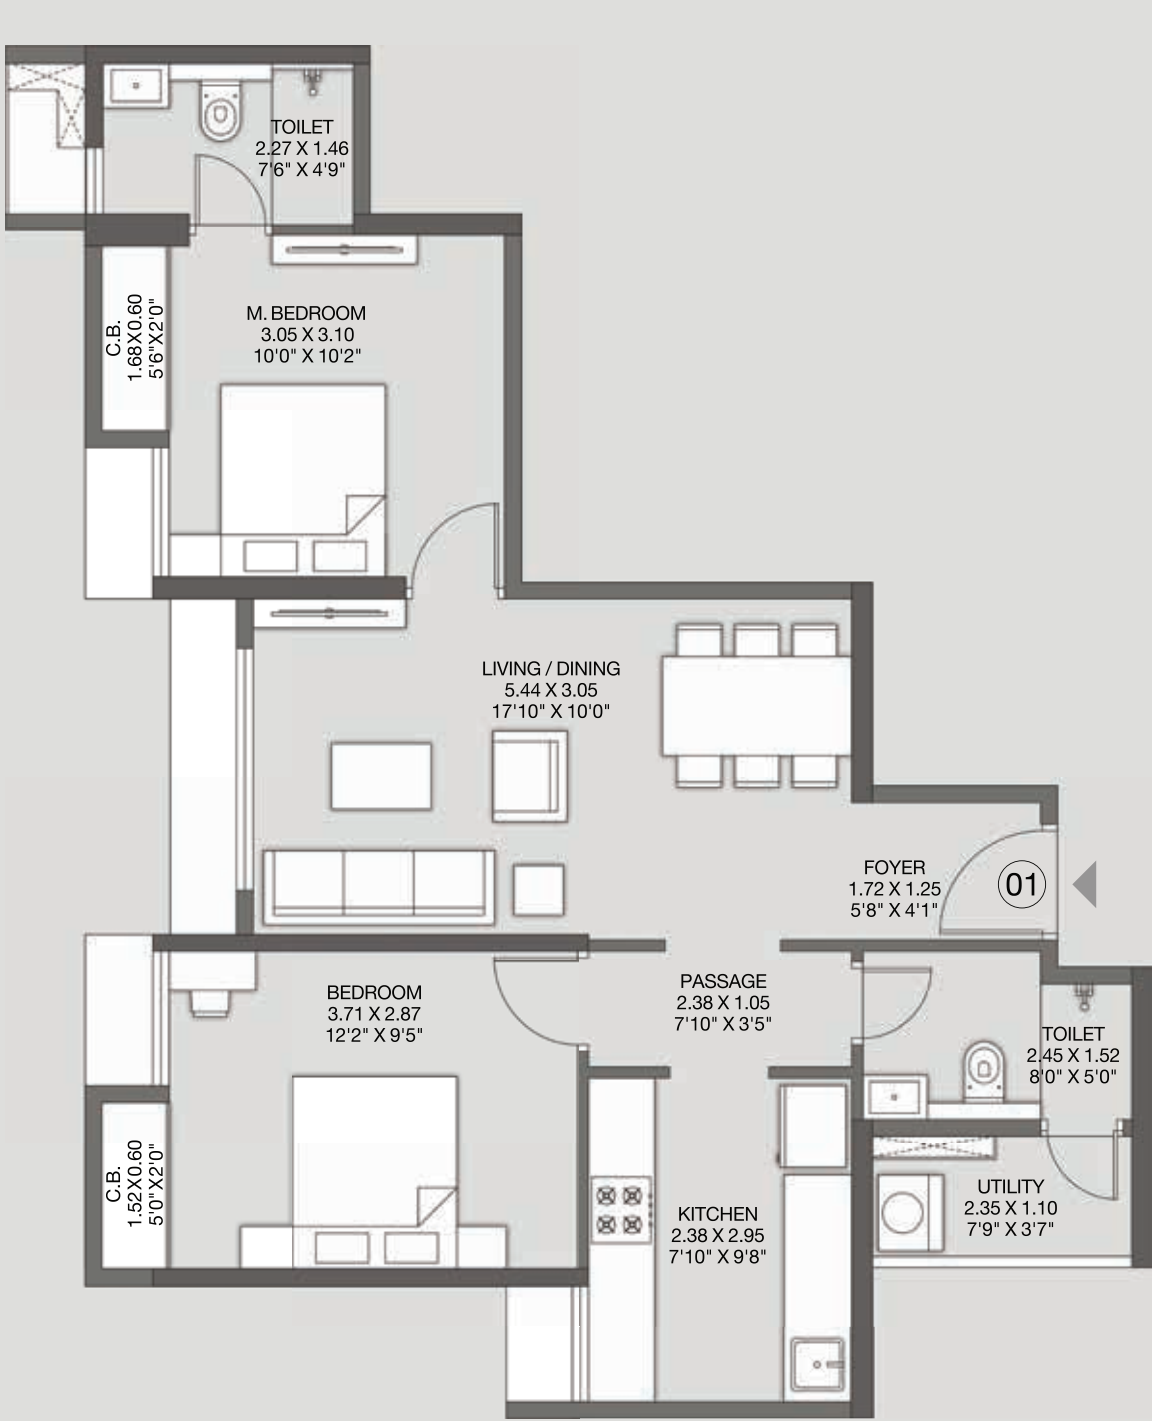 TOILET
2.27 X 1.46
7'6" X 4'9"
M. BEDROOM
3.05 X 3.10
10'0" X 10'2"
C.B.
1.68X0.60
5'6"X2'0"
LIVING / DINING
5.44 X 3.05
17'10" X 10'0"
FOYER
1.72 X 1.25
5'8" X 4'1"
01
BEDROOM
3.71 X 2.87
12'2" X 9'5"
PASSAGE
2.38 X 1.05
7'10" X 3'5"
TOILET
2.45 X 1.52
8'0" X 5'0"
C.B.
1.52X0.60
5'0"X2'0"
KITCHEN
2.38 X 2.95
7'10" X 9'8"
UTILITY
2.35 X 1.10
7'9" X 3'7"